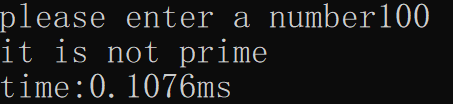 please enter a number100
it is not prime
time:0.1076ms